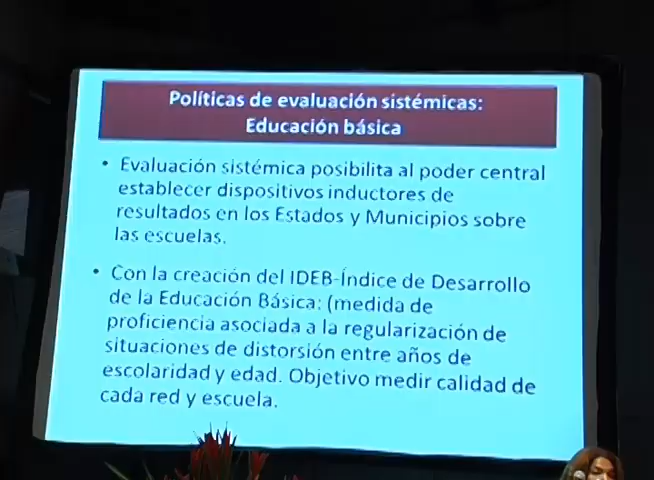 Políticas de evaluación sistémicas:
Educación básica
• Evaluación sistémica posibilita al poder central
establecer dispositivos inductores de
resultados en los Estados y Municipios sobre
las escuelas.
• Con la creación del IDEB-Índice de Desarrollo
de la Educación Básica: (medida de
proficiencia asociada a la regularización de
situaciones de distorsión entre años de
escolaridad y edad. Objetivo medir calidad de
cada red y escuela.